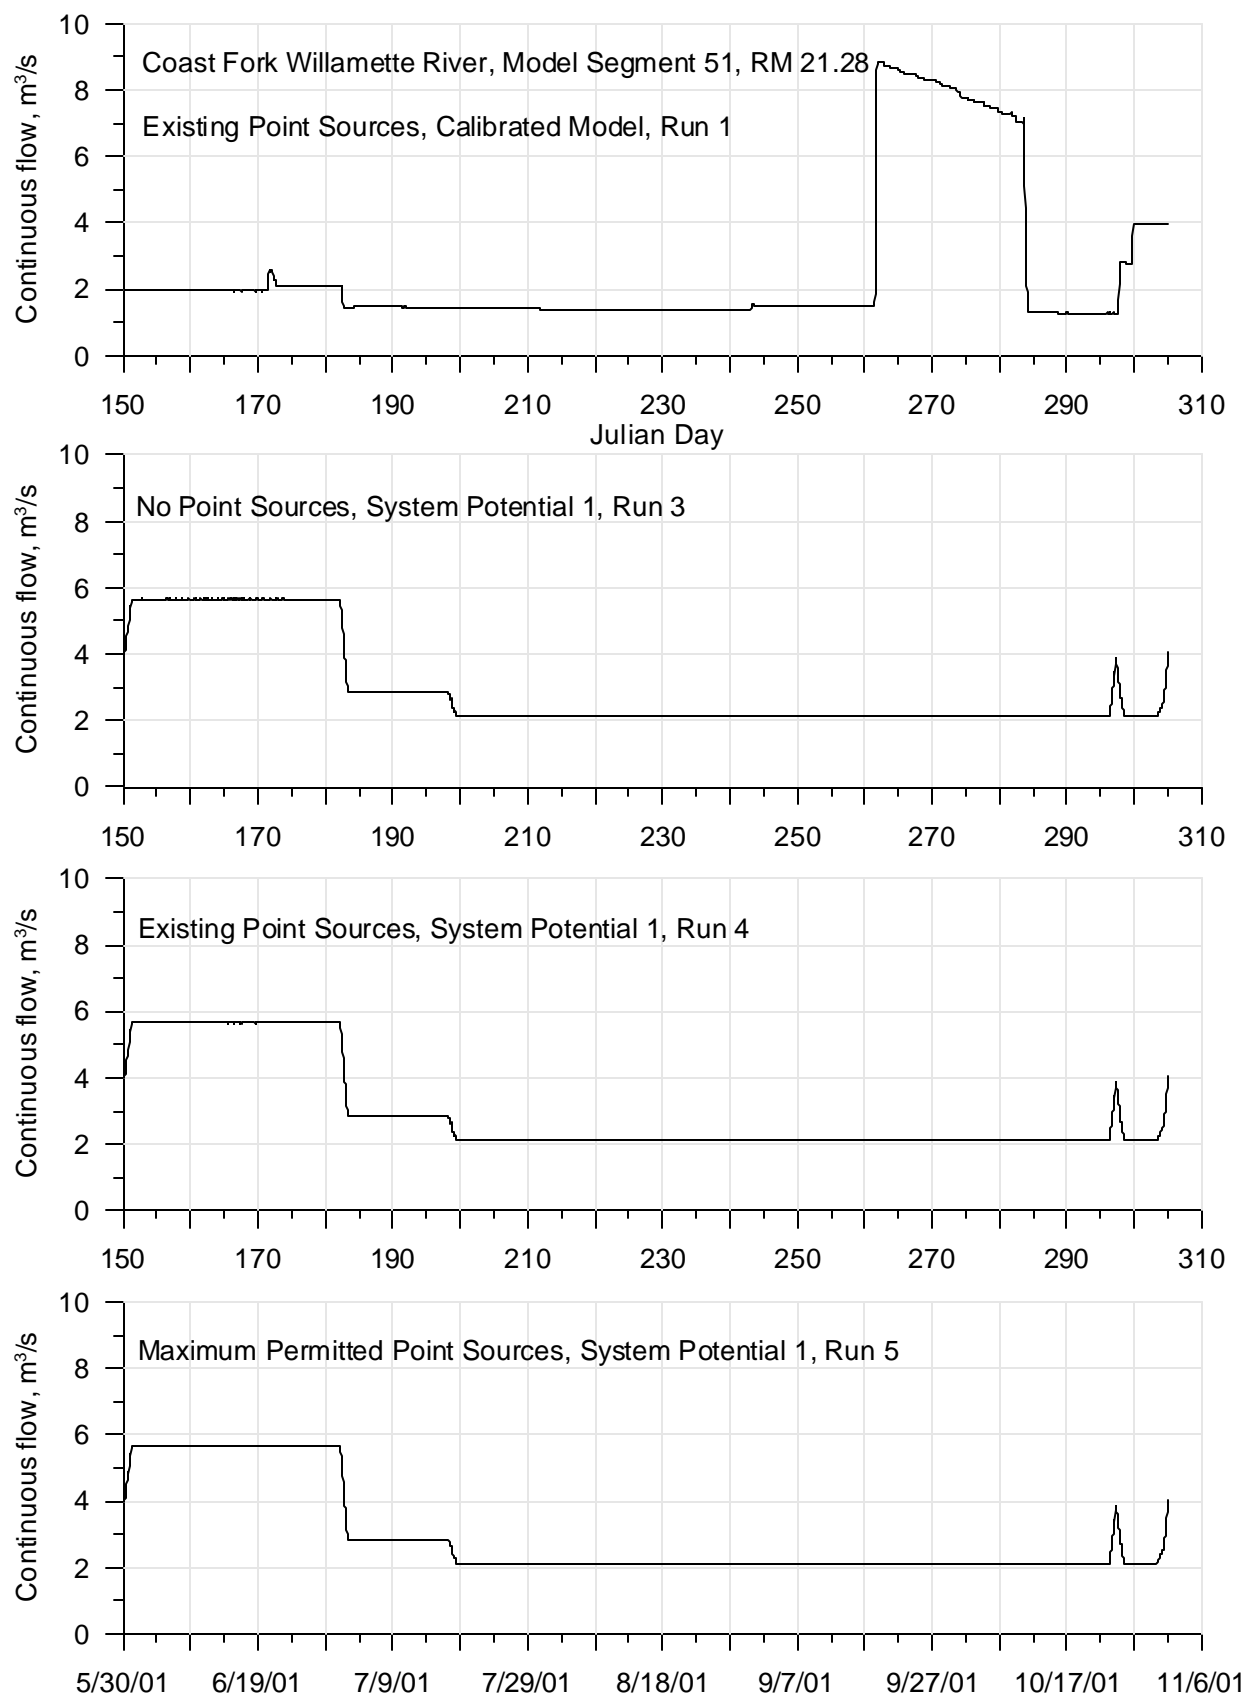 10
Coast Fork Willamette River, Model Segment 51, RM 21.28
8
Existing Point Sources, Calibrated Model, Run 1
6
4
2
0
Continuous flow, m³/s
150 170 190 210 230 250 270 290 310
Julian Day
10
No Point Sources, System Potential 1, Run 3
8
6
4
2
0
Continuous flow, m³/s
150 170 190 210 230 250 270 290 310
10
Existing Point Sources, System Potential 1, Run 4
8
6
4
2
0
Continuous flow, m³/s
150 170 190 210 230 250 270 290 310
10
Maximum Permitted Point Sources, System Potential 1, Run 5
8
6
4
2
0
Continuous flow, m³/s
5/30/01 6/19/01 7/9/01 7/29/01 8/18/01 9/7/01 9/27/01 10/17/01 11/6/01